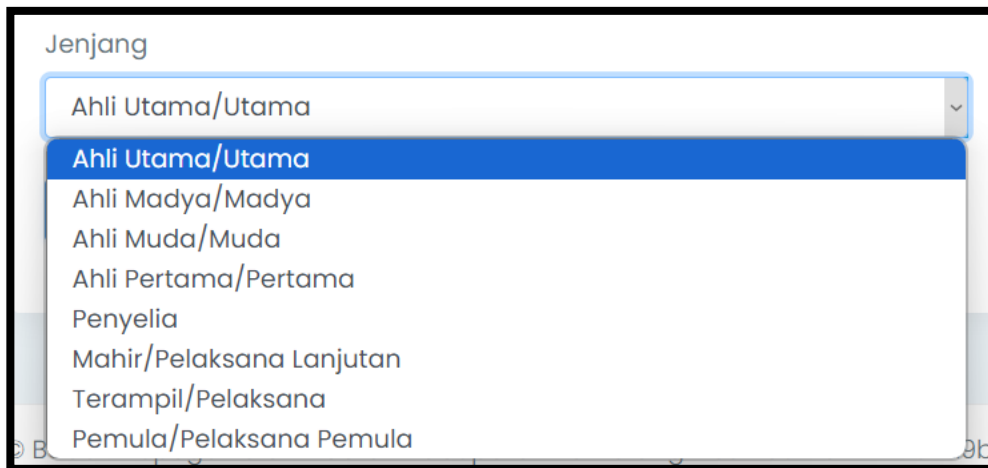 Jenjang
Ahli Utama/Utama
Ahli Utama/Utama
Ahli Madya/Madya
Ahli Muda/Muda
Ahli Pertama/Pertama
Penyelia
Mahir/Pelaksana Lanjutan
Terampil/Pelaksana
Pemula/Pelaksana Pemula